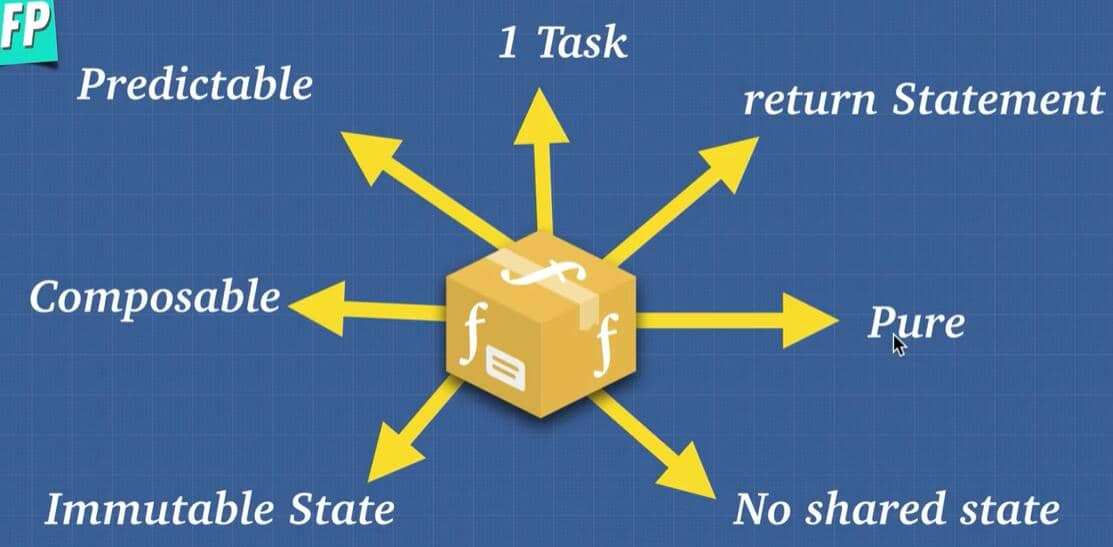 FP
1 Task
Predictable
return Statement
Composable
Pure
Immutable State
No shared state
f
f
f